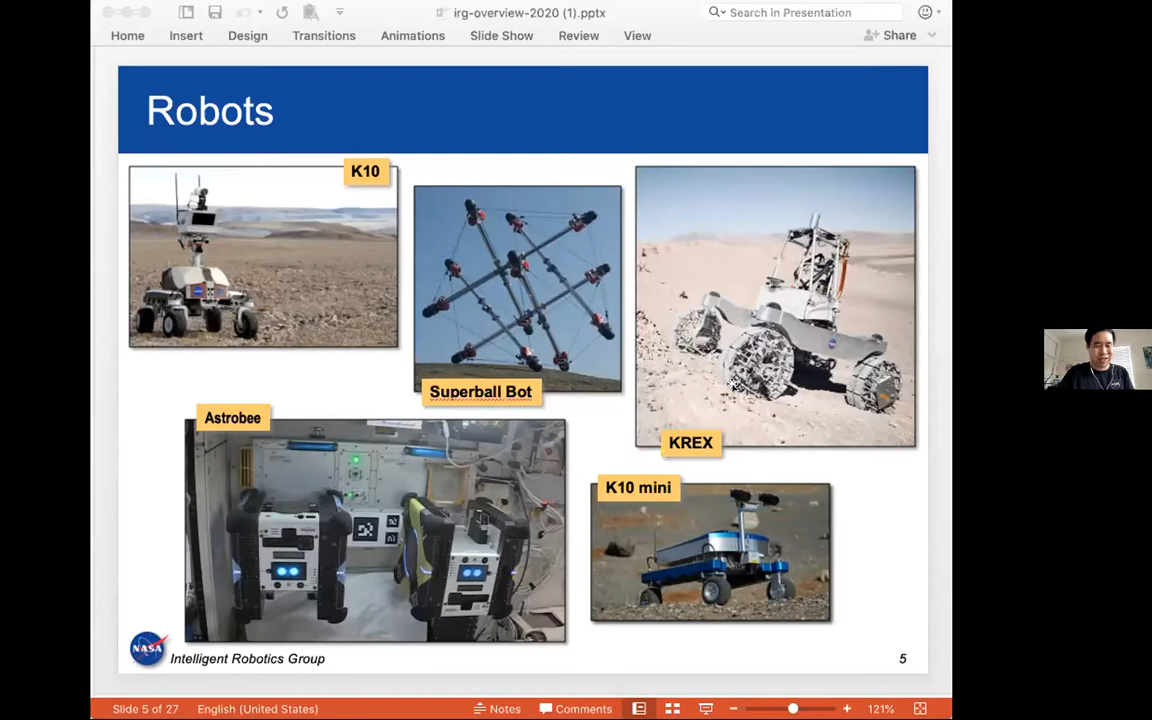 irg-overview-2020 (1).pptx
Search in Presentation
Home Insert Design Transitions Animations Slide Show Review View Share
Robots
K10
Superball Bot
KREX
Astrobee
K10 mini
NASA
Intelligent Robotics Group
5
Slide 5 of 27 English (United States) Notes Comments 121%